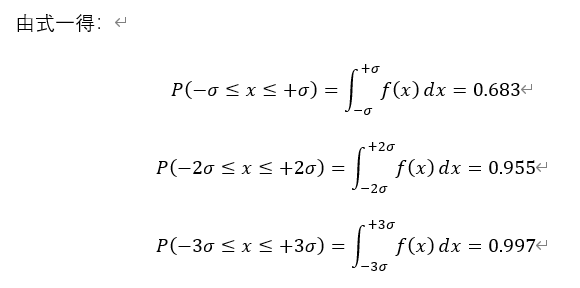 由式一得：↵
P(−σ ≤ x ≤ +σ) = ∫_{−σ}^{+σ} f(x) dx = 0.683↵
P(−2σ ≤ x ≤ +2σ) = ∫_{−2σ}^{+2σ} f(x) dx = 0.955↵
P(−3σ ≤ x ≤ +3σ) = ∫_{−3σ}^{+3σ} f(x) dx = 0.997↵